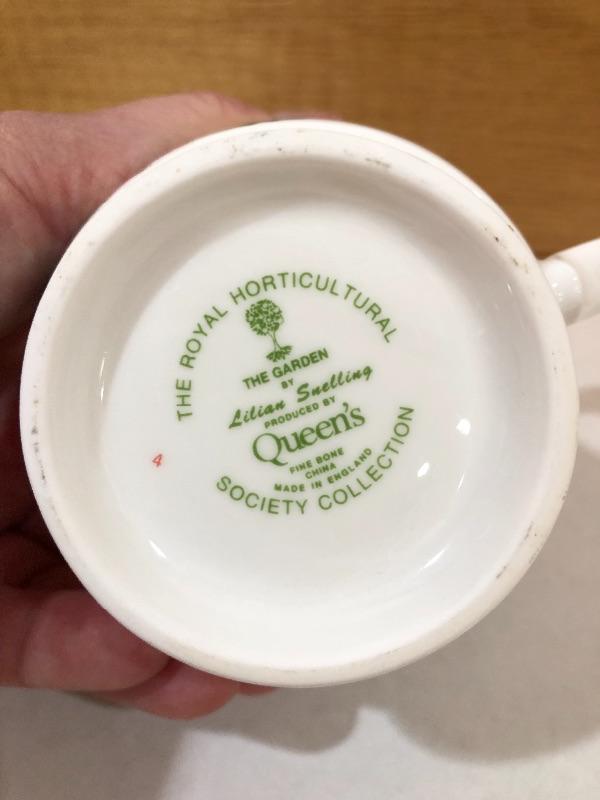 THE ROYAL HORTICULTURAL
THE GARDEN
BY
Lilian Snelling
PRODUCED BY
Queen's
FINE BONE
CHINA
MADE IN ENGLAND
SOCIETY COLLECTION
4